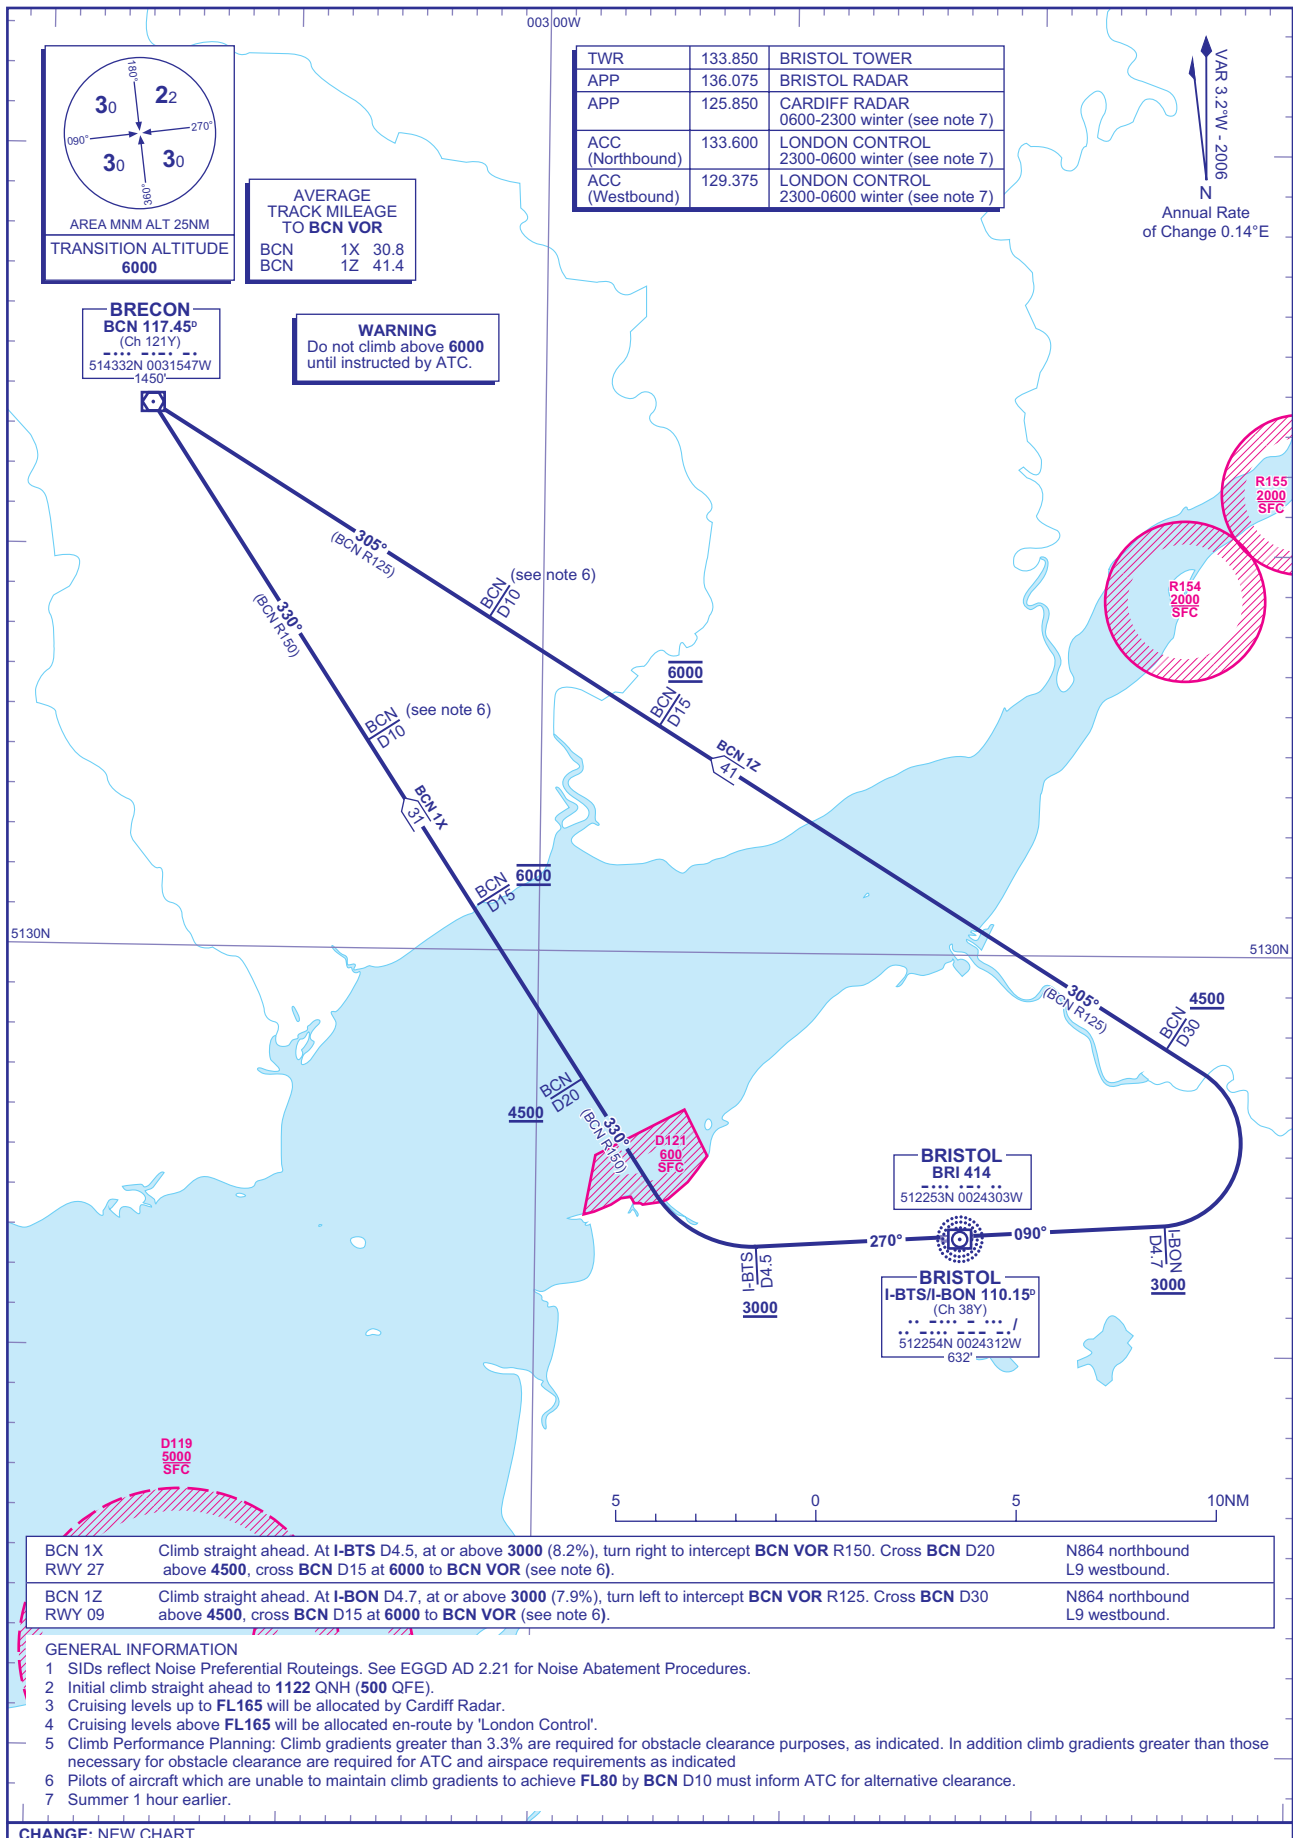 003 00W
180°
30
22
090°
270°
30
30
360°
AREA MNM ALT 25NM
TRANSITION ALTITUDE
6000
AVERAGE
TRACK MILEAGE
TO BCN VOR
BCN 1X 30.8
BCN 1Z 41.4
TWR 133.850 BRISTOL TOWER
APP 136.075 BRISTOL RADAR
APP 125.850 CARDIFF RADAR
0600-2300 winter (see note 7)
ACC 133.600 LONDON CONTROL
(Northbound) 2300-0600 winter (see note 7)
ACC 129.375 LONDON CONTROL
(Westbound) 2300-0600 winter (see note 7)
VAR 3.2°W - 2006
N
Annual Rate
of Change 0.14°E
BRECON
BCN 117.45ᴰ
(Ch 121Y)
514332N 0031547W
1450'
WARNING
Do not climb above 6000
until instructed by ATC.
R155
2000
SFC
R154
2000
SFC
305°
(BCN R125)
BCN
D10
(see note 6)
330°
(BCN R150)
6000
BCN
D15
BCN
D10
(see note 6)
BCN 1Z
41
BCN 1X
31
6000
BCN
D15
5130N
5130N
305°
(BCN R125)
4500
BCN
D30
BCN
D20
4500
330°
(BCN R150)
D121
600
SFC
BRISTOL
BRI 414
512253N 0024303W
270°
090°
I-BTS
D4.5
3000
I-BON
D4.7
3000
BRISTOL
I-BTS/I-BON 110.15ᴰ
(Ch 38Y)
/
512254N 0024312W
632'
D119
5000
SFC
5 0 5 10NM
BCN 1X Climb straight ahead. At I-BTS D4.5, at or above 3000 (8.2%), turn right to intercept BCN VOR R150. Cross BCN D20 N864 northbound
RWY 27 above 4500, cross BCN D15 at 6000 to BCN VOR (see note 6). L9 westbound.
BCN 1Z Climb straight ahead. At I-BON D4.7, at or above 3000 (7.9%), turn left to intercept BCN VOR R125. Cross BCN D30 N864 northbound
RWY 09 above 4500, cross BCN D15 at 6000 to BCN VOR (see note 6). L9 westbound.
GENERAL INFORMATION
1 SIDs reflect Noise Preferential Routeings. See EGGD AD 2.21 for Noise Abatement Procedures.
2 Initial climb straight ahead to 1122 QNH (500 QFE).
3 Cruising levels up to FL165 will be allocated by Cardiff Radar.
4 Cruising levels above FL165 will be allocated en-route by 'London Control'.
5 Climb Performance Planning: Climb gradients greater than 3.3% are required for obstacle clearance purposes, as indicated. In addition climb gradients greater than those
necessary for obstacle clearance are required for ATC and airspace requirements as indicated
6 Pilots of aircraft which are unable to maintain climb gradients to achieve FL80 by BCN D10 must inform ATC for alternative clearance.
7 Summer 1 hour earlier.
CHANGE: NEW CHART